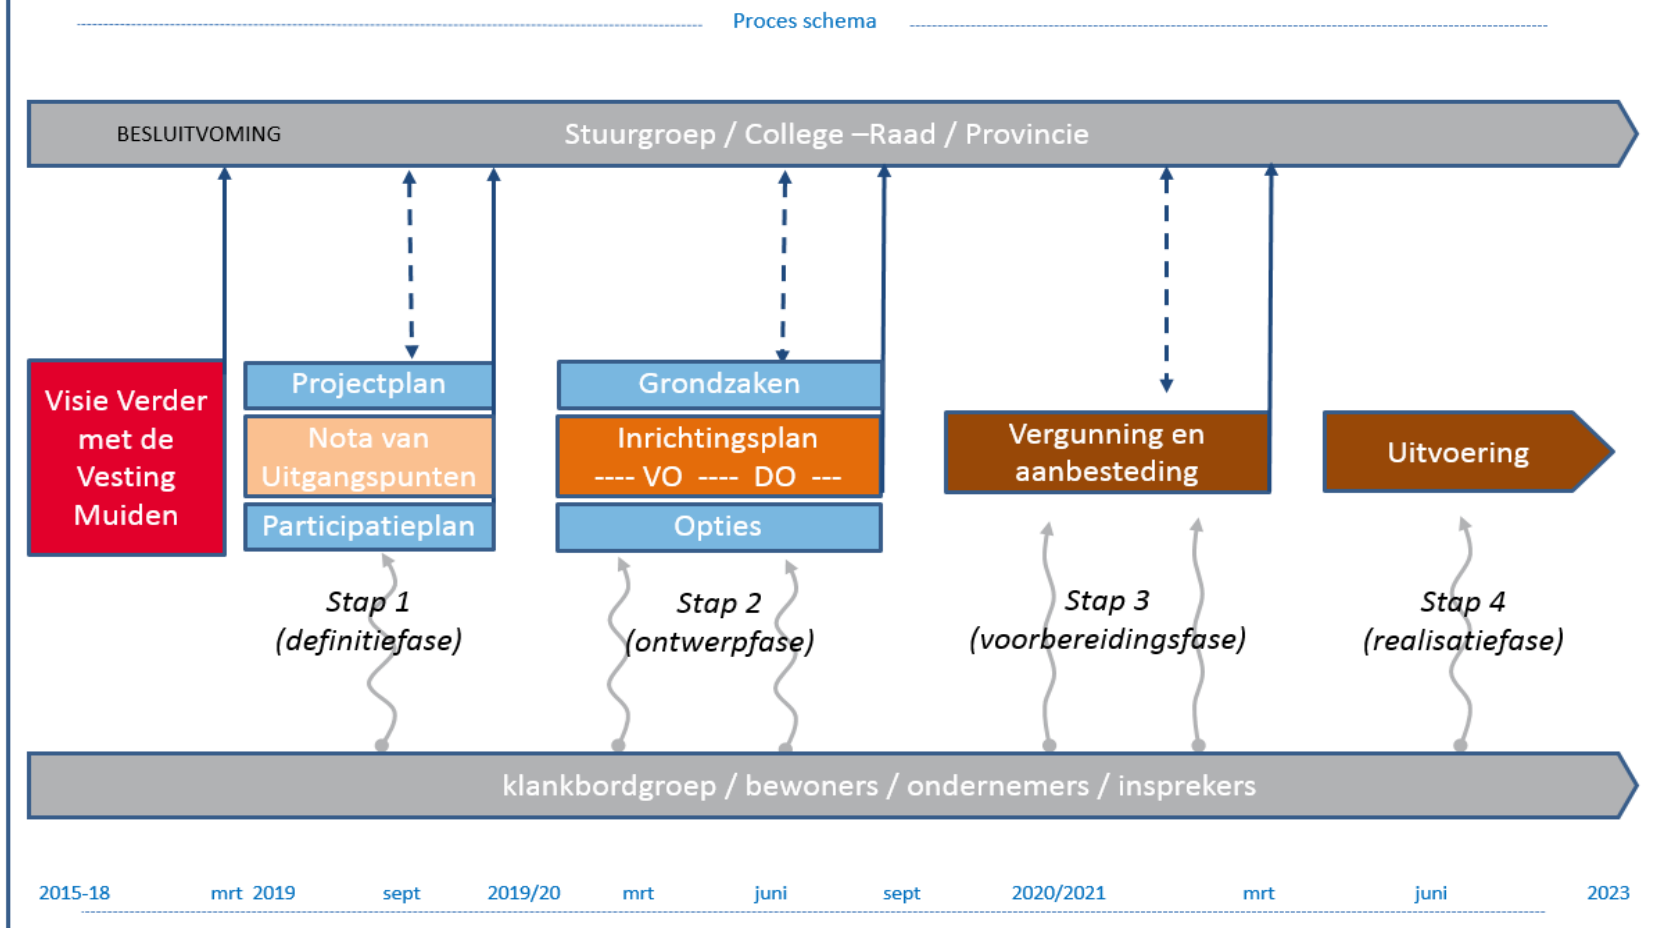 Proces schema
BESLUITVOMING
Stuurgroep / College –Raad / Provincie
Visie Verder
met de
Vesting
Muiden
Projectplan
Nota van
Uitgangspunten
Participatieplan
Grondzaken
Inrichtingsplan
---- VO ---- DO ---
Opties
Vergunning en
aanbesteding
Uitvoering
Stap 1
(definitiefase)
Stap 2
(ontwerpfase)
Stap 3
(voorbereidingsfase)
Stap 4
(realisatiefase)
klankbordgroep / bewoners / ondernemers / insprekers
2015-18 mrt 2019 sept 2019/20 mrt juni sept 2020/2021 mrt juni 2023